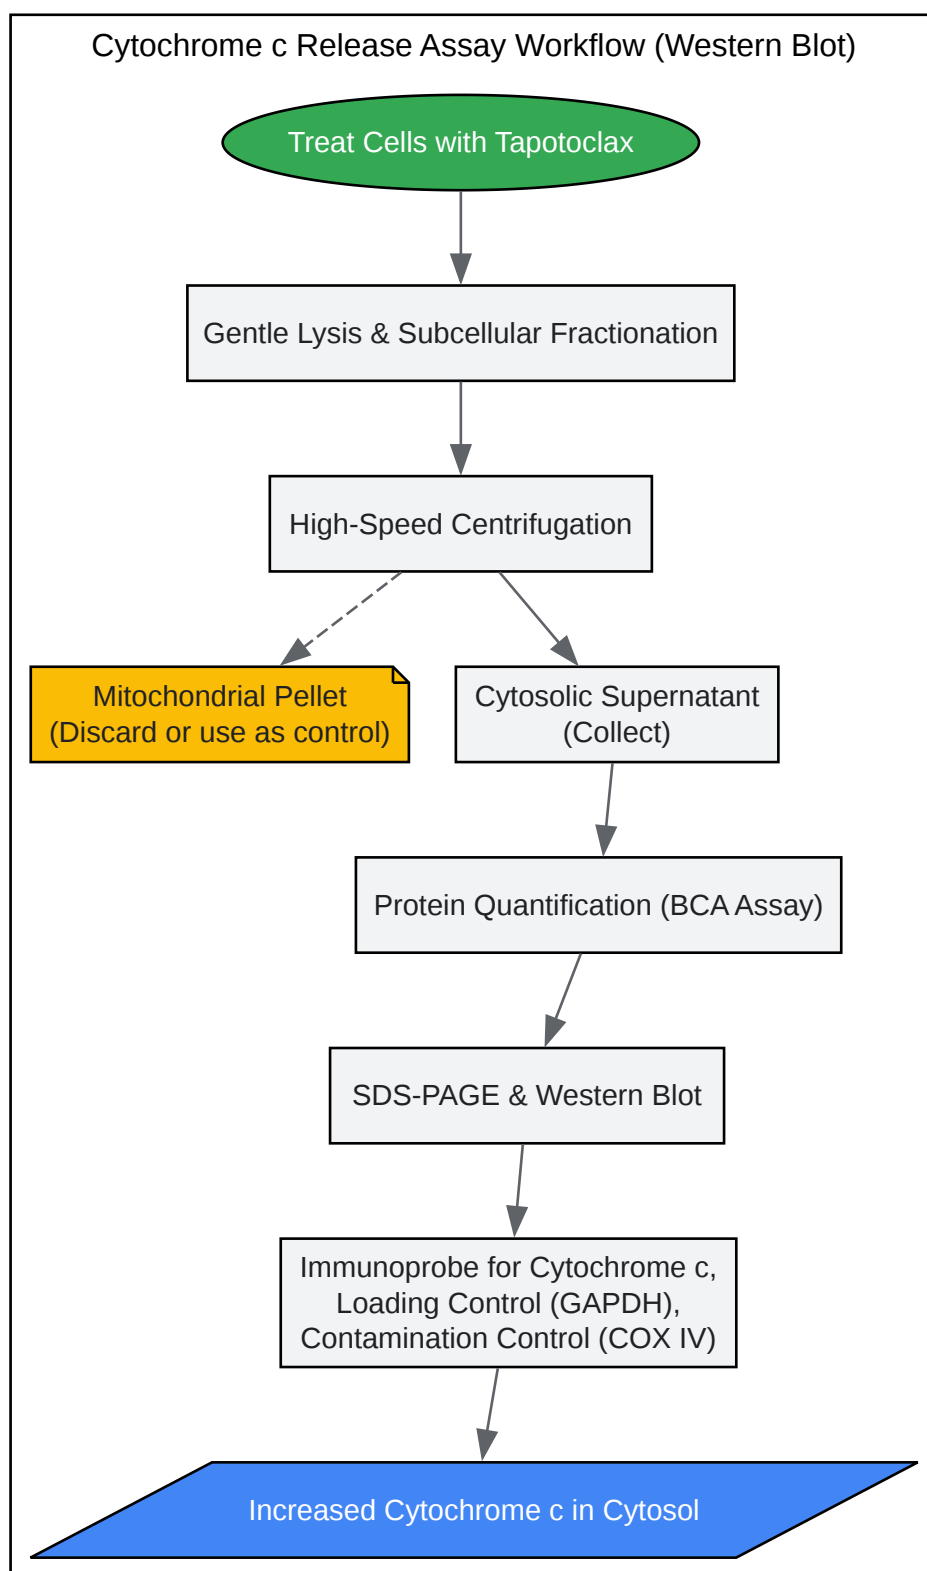 Cytochrome c Release Assay Workflow (Western Blot)
Treat Cells with Tapotoclax
Gentle Lysis & Subcellular Fractionation
High-Speed Centrifugation
Mitochondrial Pellet
(Discard or use as control)
Cytosolic Supernatant
(Collect)
Protein Quantification (BCA Assay)
SDS-PAGE & Western Blot
Immunoprobe for Cytochrome c,
Loading Control (GAPDH),
Contamination Control (COX IV)
Increased Cytochrome c in Cytosol